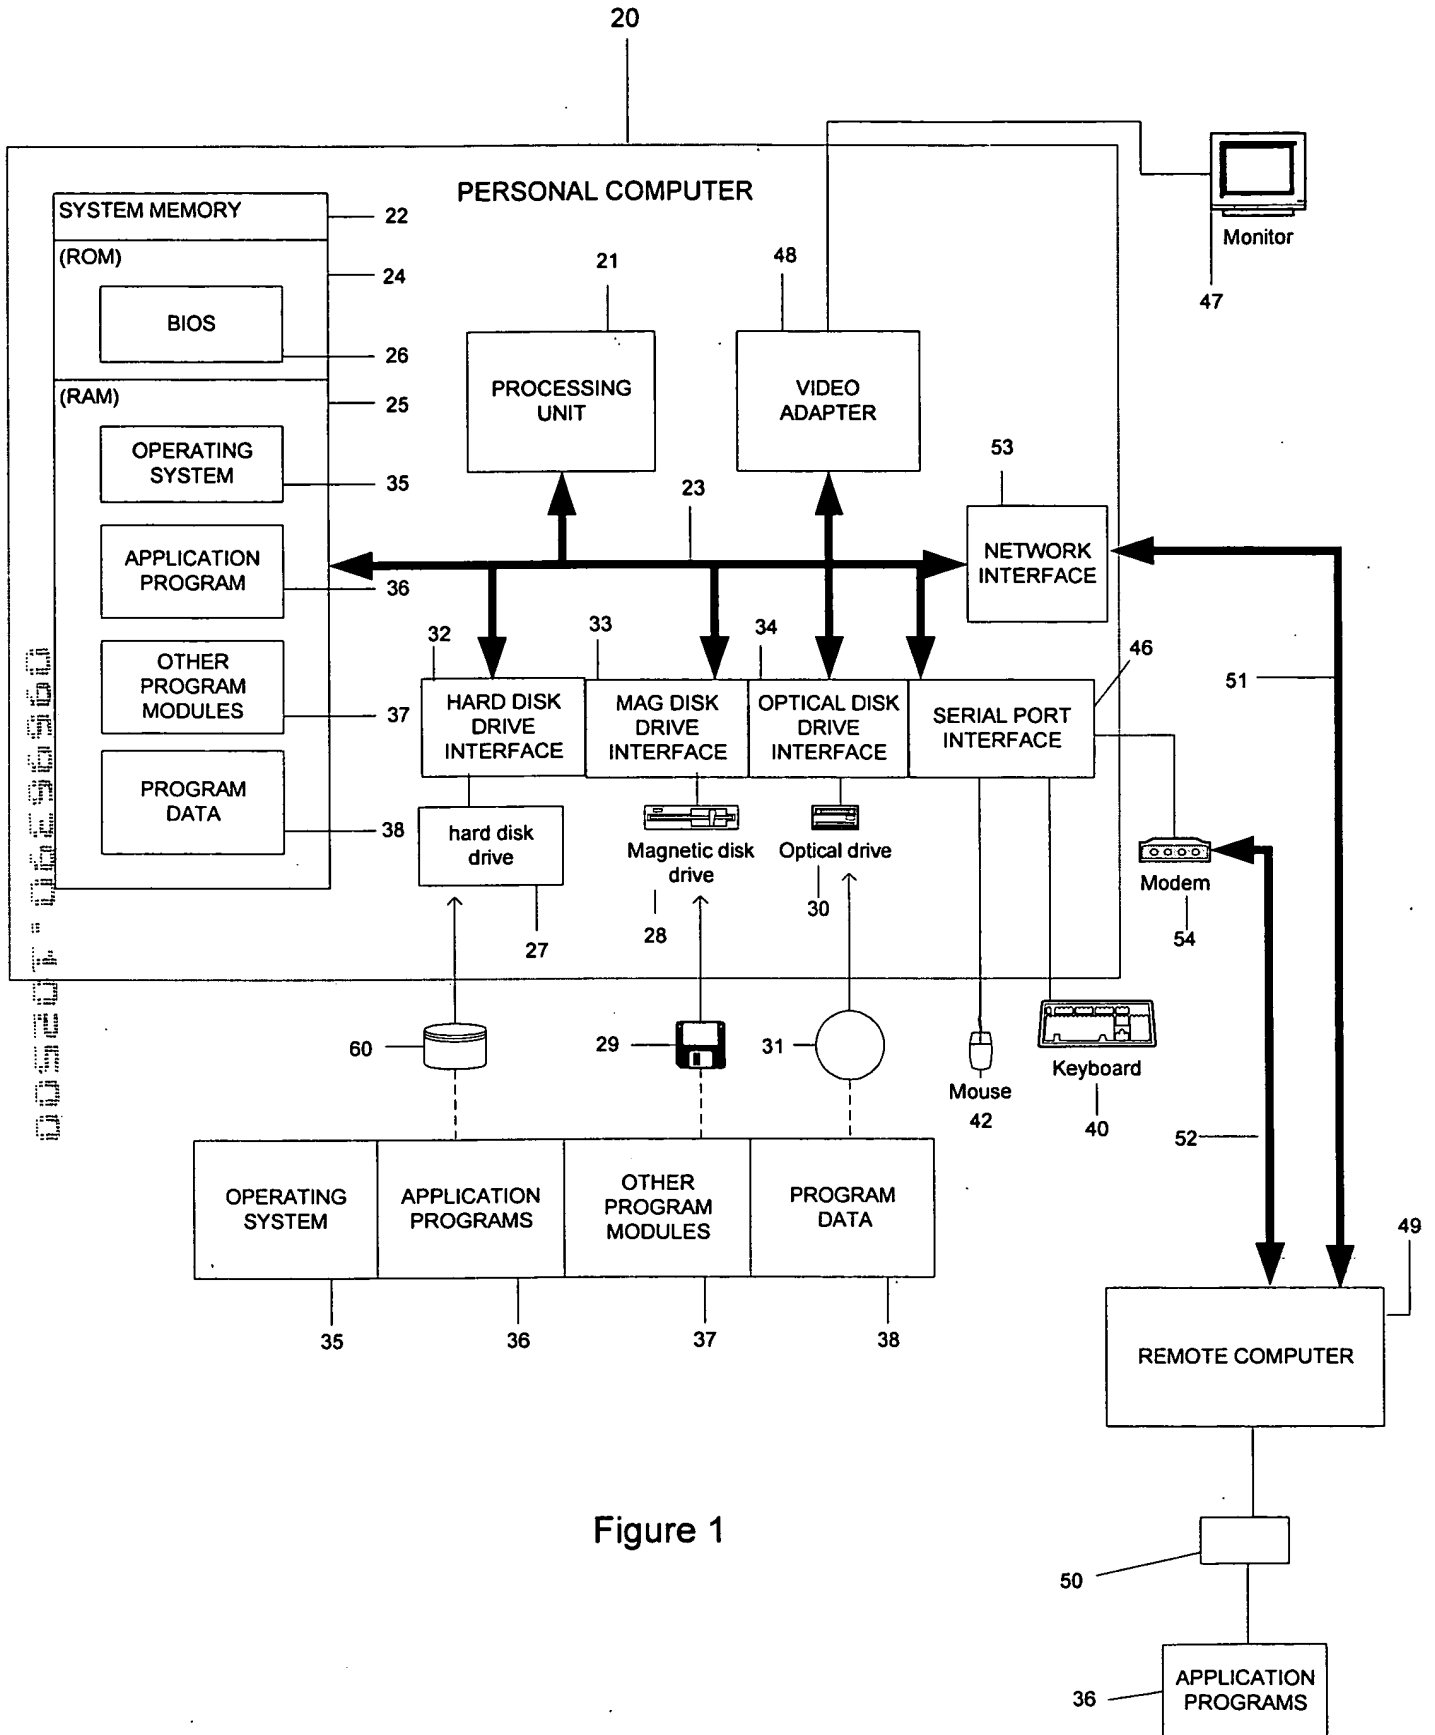 20
PERSONAL COMPUTER
SYSTEM MEMORY
22
(ROM)
24
BIOS
26
(RAM)
25
OPERATING
SYSTEM
35
APPLICATION
PROGRAM
36
OTHER
PROGRAM
MODULES
37
PROGRAM
DATA
38
21
PROCESSING
UNIT
48
VIDEO
ADAPTER
Monitor
47
23
53
NETWORK
INTERFACE
32
HARD DISK
DRIVE
INTERFACE
33
MAG DISK
DRIVE
INTERFACE
34
OPTICAL DISK
DRIVE
INTERFACE
46
SERIAL PORT
INTERFACE
51
hard disk
drive
27
Magnetic disk
drive
28
Optical drive
30
Modem
54
60
29
31
Mouse
42
Keyboard
40
52
OPERATING
SYSTEM
APPLICATION
PROGRAMS
OTHER
PROGRAM
MODULES
PROGRAM
DATA
35
36
37
38
49
REMOTE COMPUTER
Figure 1
50
36
APPLICATION
PROGRAMS